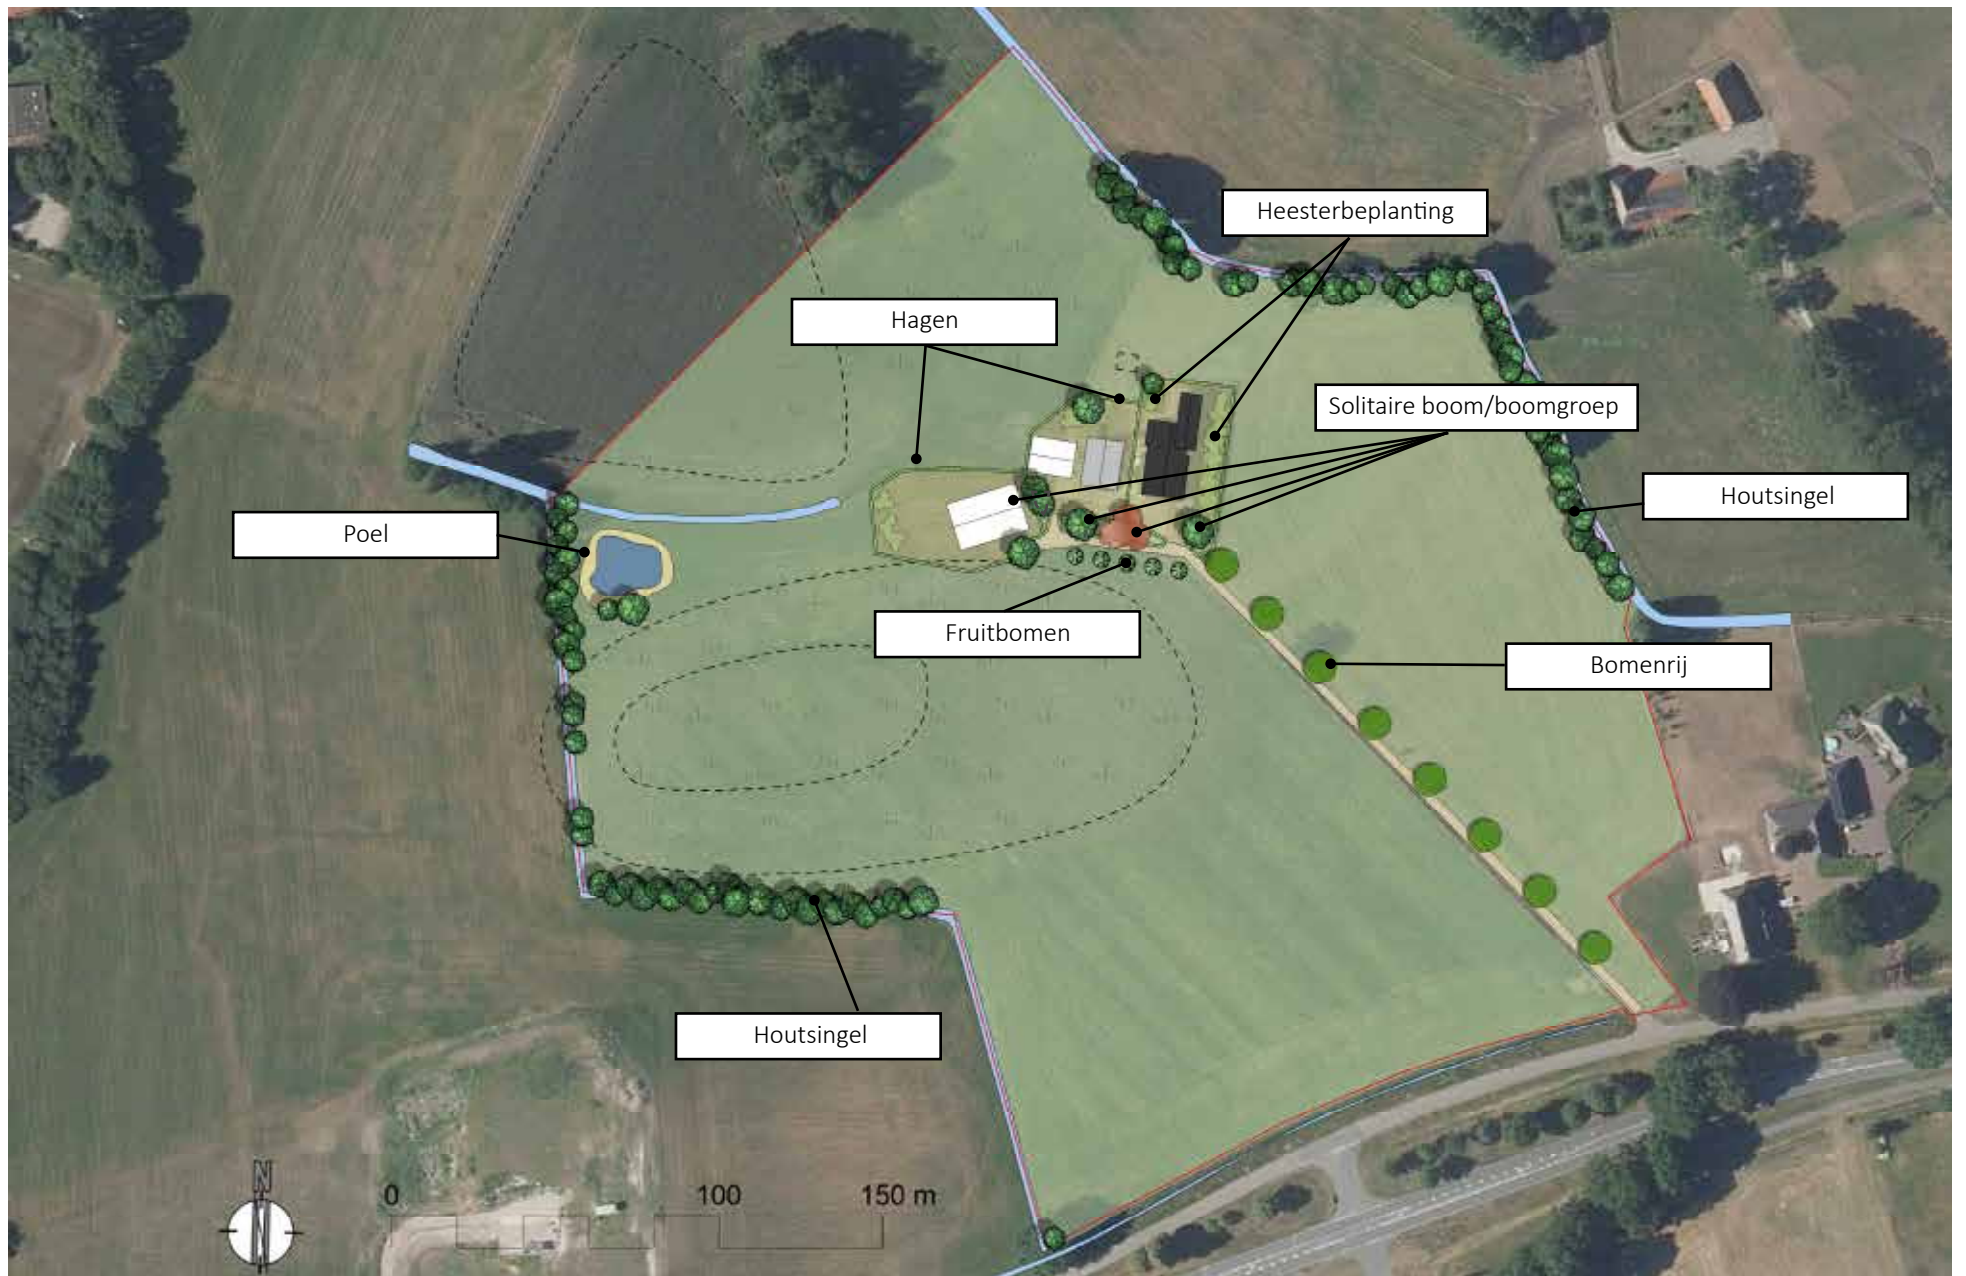 Heesterbeplanting
Hagen
Solitaire boom/boomgroep
Houtsingel
Poel
Fruitbomen
Bomenrij
Houtsingel
N
0 100 150 m